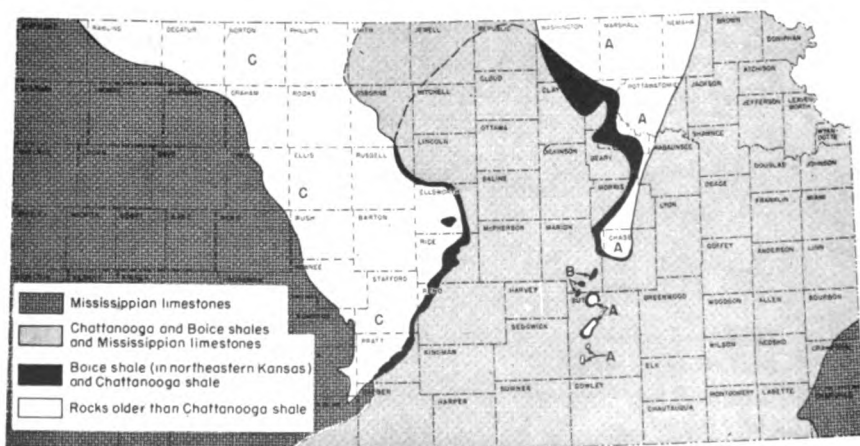 RAWLINS
DECATUR
NORTON
PHILLIPS
SMITH
JEWELL
REPUBLIC
WASHINGTON
MARSHALL
NEMAHA
BROWN
DONIPHAN
A
C
ATCHISON
GRAHAM
ROOKS
OSBORNE
MITCHELL
CLOUD
CLAY
POTTAWATOMIE
JACKSON
JEFFERSON
LEAVEN-
WORTH
A
OTTAWA
LINCOLN
SHAWNEE
WABAUNSEE
ELLIS
RUSSELL
DICKINSON
GEARY
DOUGLAS
JOHNSON
C
ELLSWORTH
SALINE
MORRIS
OSAGE
LYON
FRANKLIN
MIAMI
RUSH
BARTON
RICE
McPHERSON
MARION
CHASE
A
COFFEY
ANDERSON
LINN
STAFFORD
RENO
HARVEY
B
GREENWOOD
WOODSON
ALLEN
BOURBON
C
SEDGWICK
A
PRATT
KINGMAN
A
ELK
WILSON
NEOSHO
HARPER
SUMNER
COWLEY
CHAUTAUQUA
MONTGOMERY
LABETTE
Mississippian limestones
Chattanooga and Boice shales
and Mississippian limestones
Boice shale (in northeastern Kansas)
and Chattanooga shale
Rocks older than Chattanooga shale